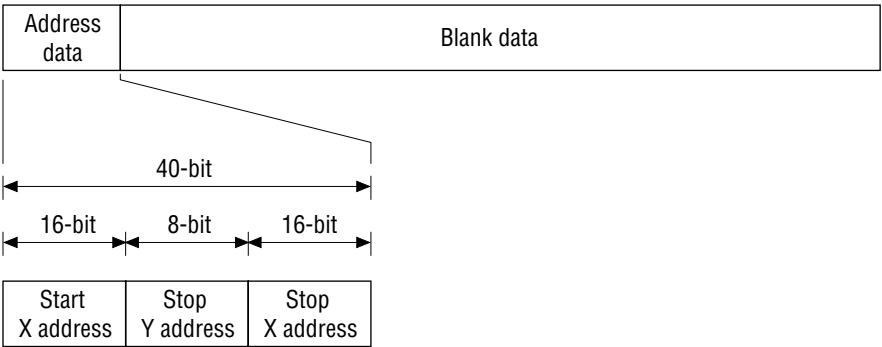 Address
data
Blank data
40-bit
16-bit
8-bit
16-bit
Start
X address
Stop
Y address
Stop
X address